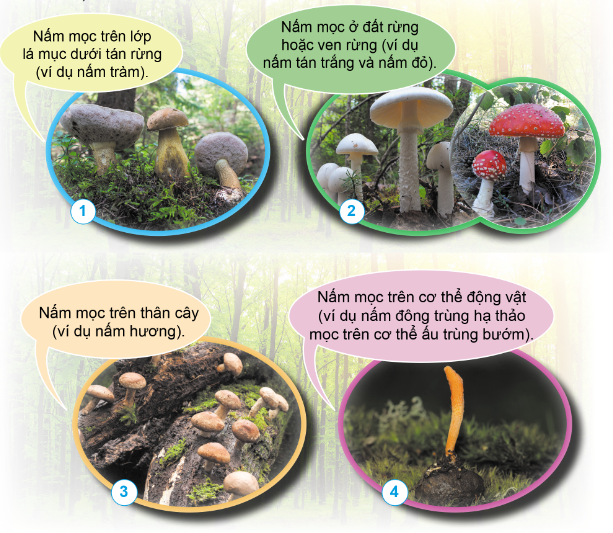 Nấm mọc trên lớp
lá mục dưới tán rừng
(ví dụ nấm tràm).
Nấm mọc ở đất rừng
hoặc ven rừng (ví dụ
nấm tán trắng và nấm đỏ).
1
2
Nấm mọc trên thân cây
(ví dụ nấm hương).
Nấm mọc trên cơ thể động vật
(ví dụ nấm đông trùng hạ thảo
mọc trên cơ thể ấu trùng bướm).
3
4